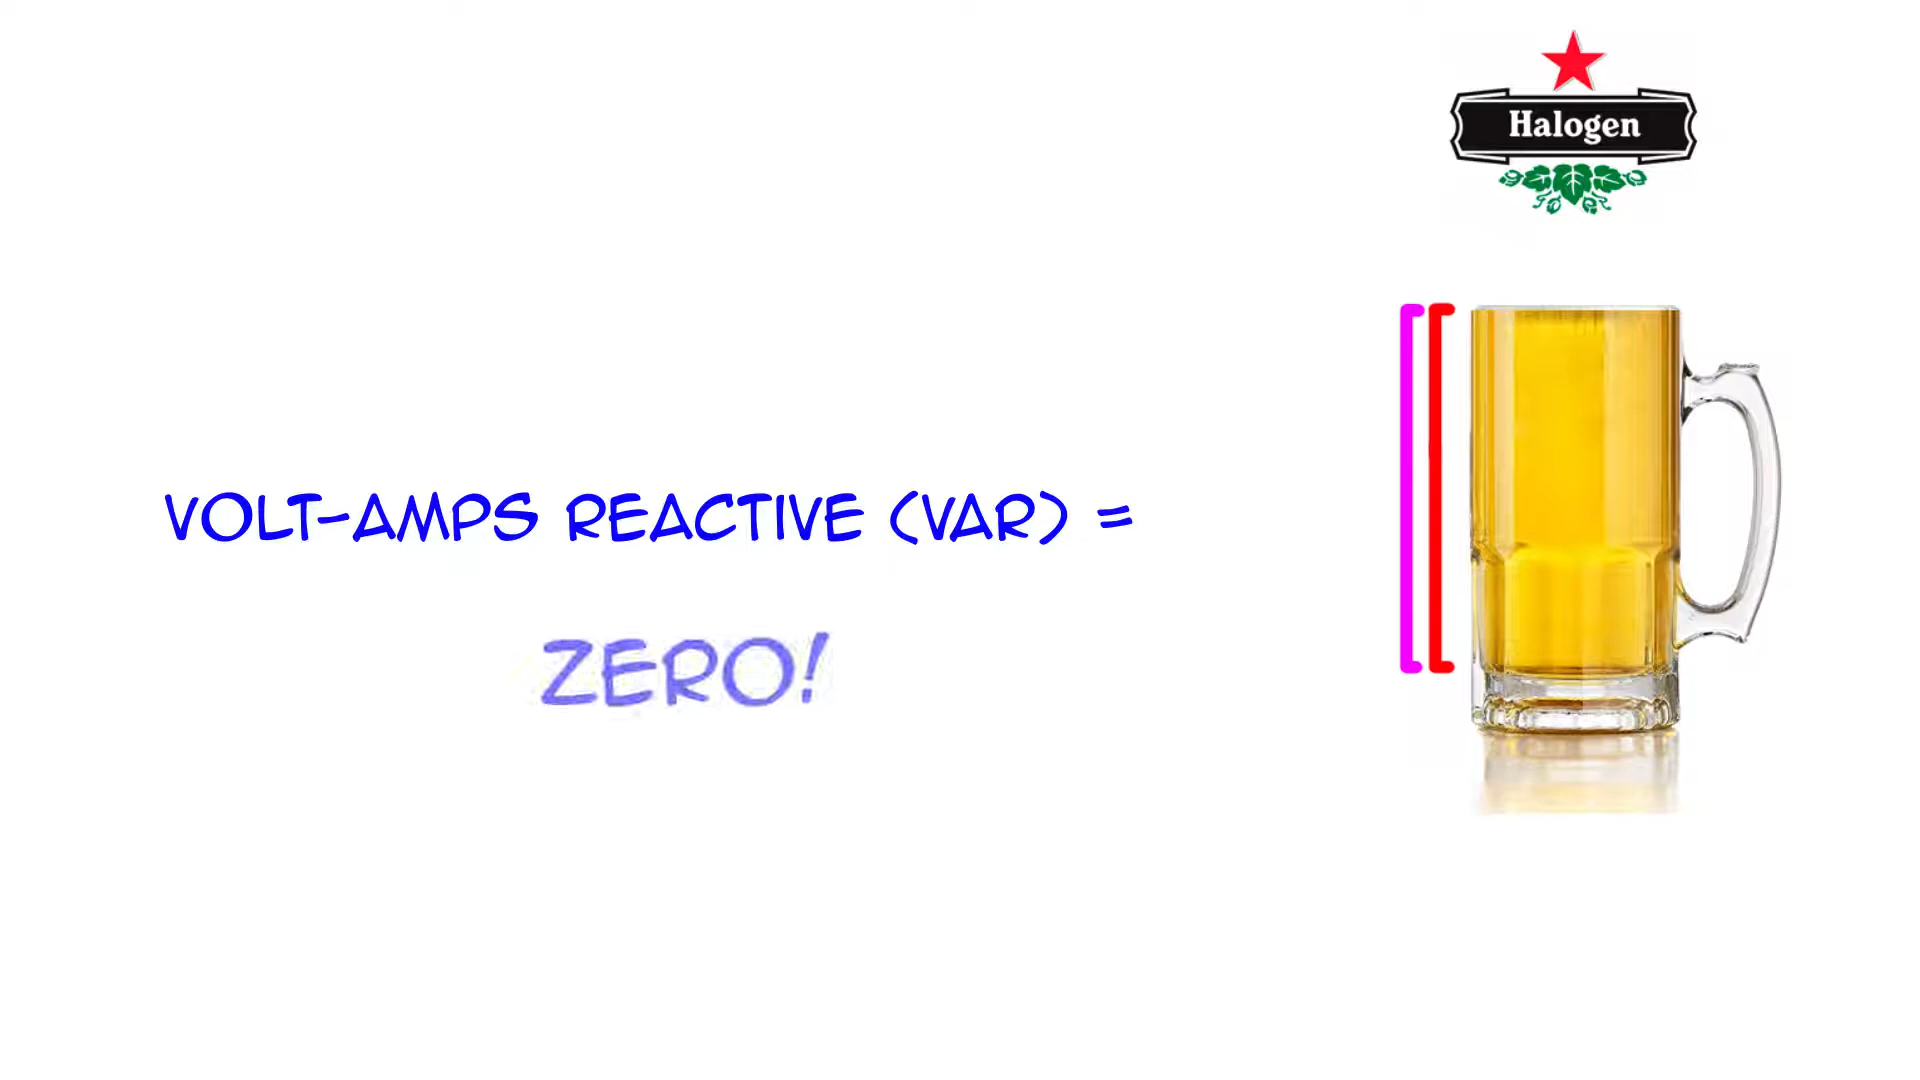 Halogen
VOLT-AMPS REACTIVE (VAR) =
ZERO!